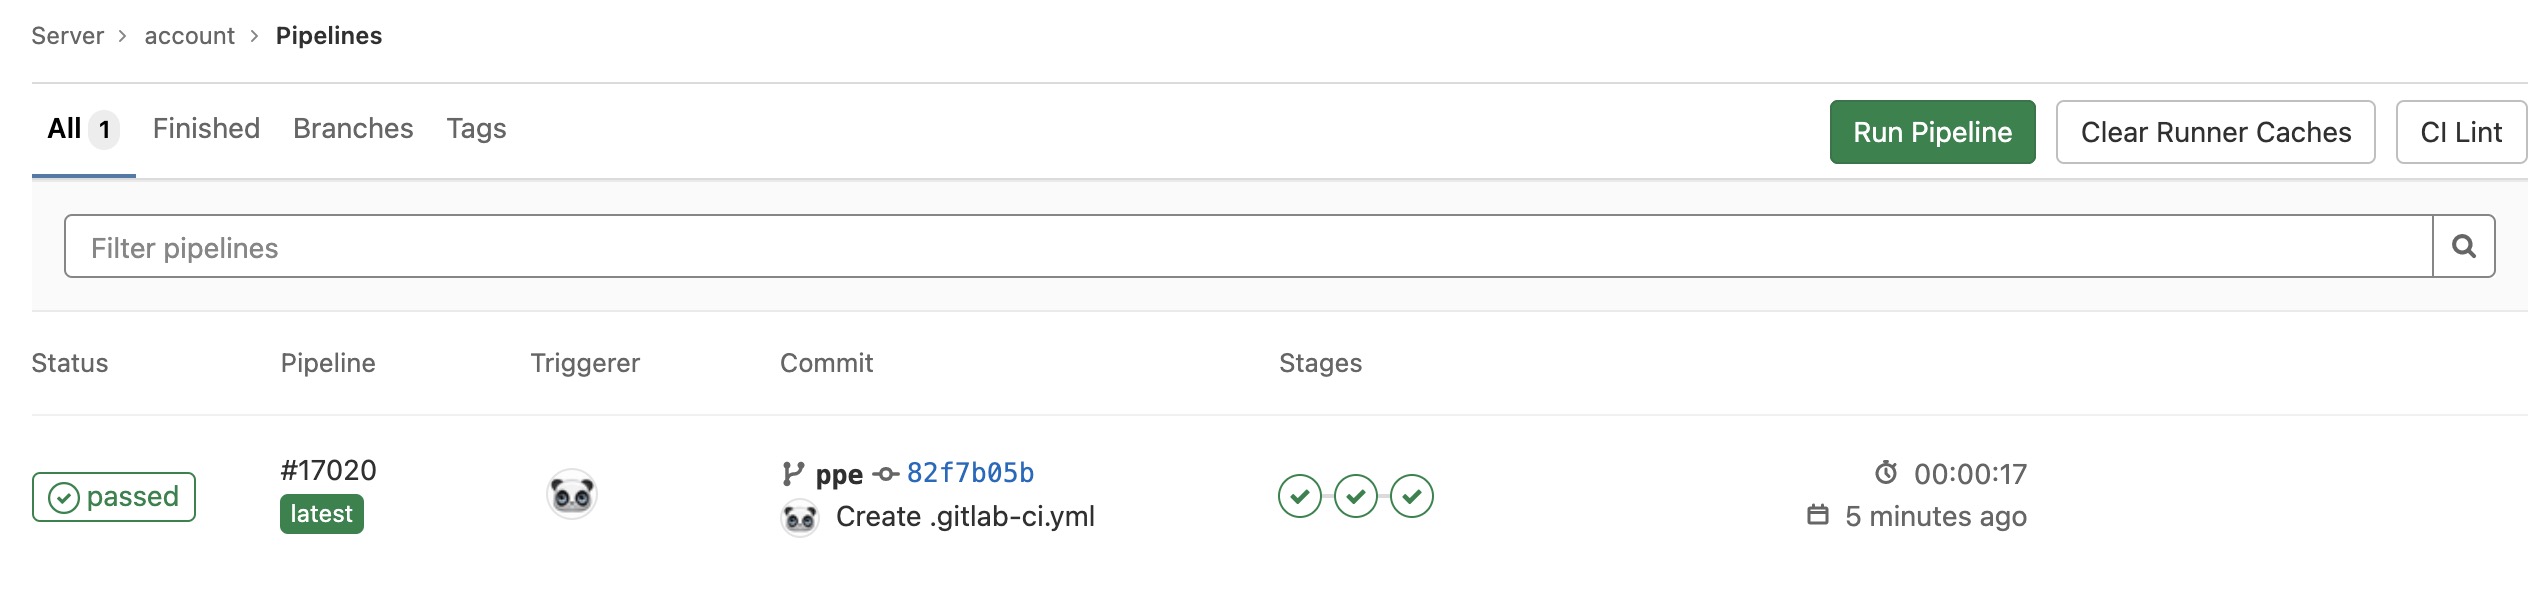 Server > account > Pipelines
All 1 Finished Branches Tags Run Pipeline Clear Runner Caches CI Lint
Filter pipelines
Status Pipeline Triggerer Commit Stages
passed #17020 ppe 82f7b05b 00:00:17
latest Create .gitlab-ci.yml 5 minutes ago